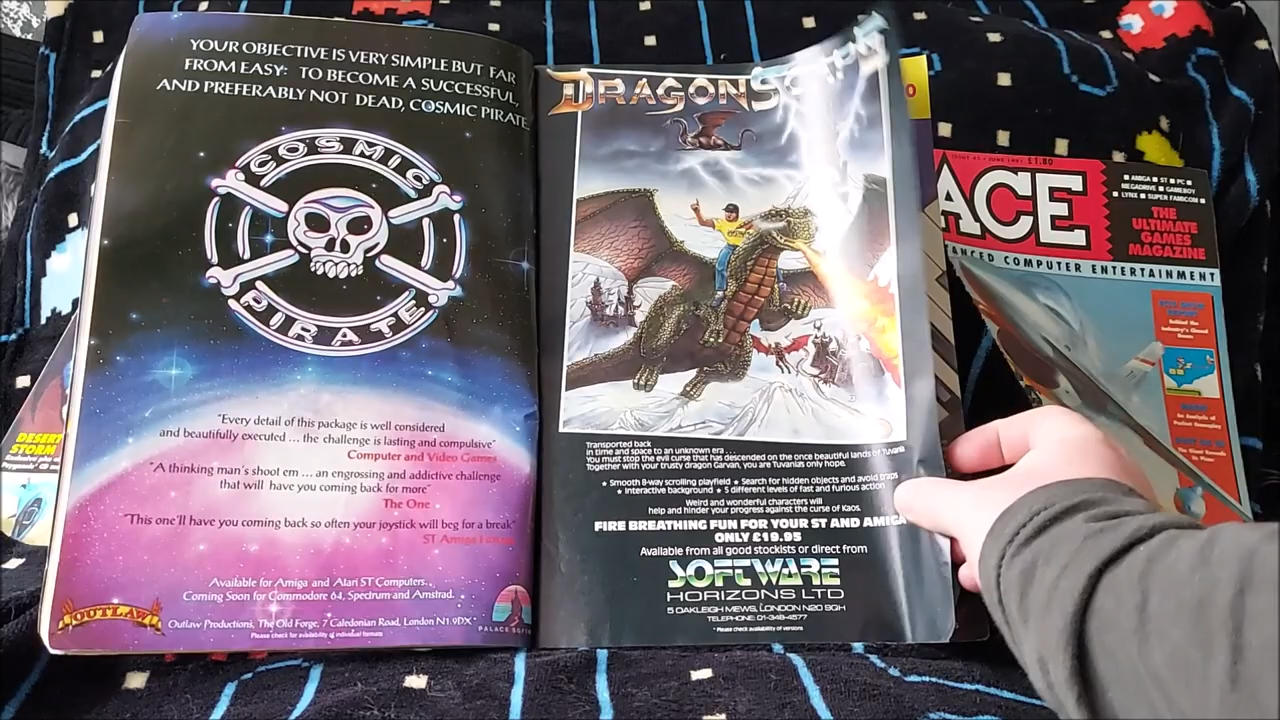 YOUR OBJECTIVE IS VERY SIMPLE BUT FAR
FROM EASY: TO BECOME A SUCCESSFUL,
AND PREFERABLY NOT DEAD, COSMIC PIRATE
COSMIC
PIRATE
"Every detail of this package is well considered
and beautifully executed ... the challenge is lasting and compulsive"
Computer and Video Games
"A thinking man's shoot em ... an engrossing and addictive challenge
that will have you coming back for more"
The One
"This one'll have you coming back so often your joystick will beg for a break"
ST Amiga
Available for Amiga and Atari ST Computers.
Coming Soon for Commodore 64, Spectrum and Amstrad.
OUTLAW
Outlaw Productions, The Old Forge, 7 Caledonian Road, London N1 9DX
Please check for availability of individual formats
PALACE
DRAGON
Transported back
in time and space to an unknown era ...
You must stop the evil curse that has descended on the once beautiful lands of Tuvania
Together with your trusty dragon Garvan, you are Tuvania's only hope.
★ Smooth 8-way scrolling playfield ★ Search for hidden objects and avoid traps
★ Interactive background ★ 5 different levels of fast and furious action
Weird and wonderful characters will
help and hinder your progress against the curse of Kaos.
FIRE BREATHING FUN FOR YOUR ST AND AMIGA
ONLY £19.95
Available from all good stockists or direct from
SOFTWARE
HORIZONS LTD
5 OAKLEIGH MEWS, LONDON N20 9GH
TELEPHONE: 01-348-4577
* Please check availability of versions
DESERT
STORM
£1.80
ACE
■ AMIGA ■ ST ■ PC ■
MEGADRIVE ■ GAMEBOY
■ LYNX ■ SUPER FAMICOM ■
THE
ULTIMATE
GAMES
MAGAZINE
ANCED COMPUTER ENTERTAINMENT